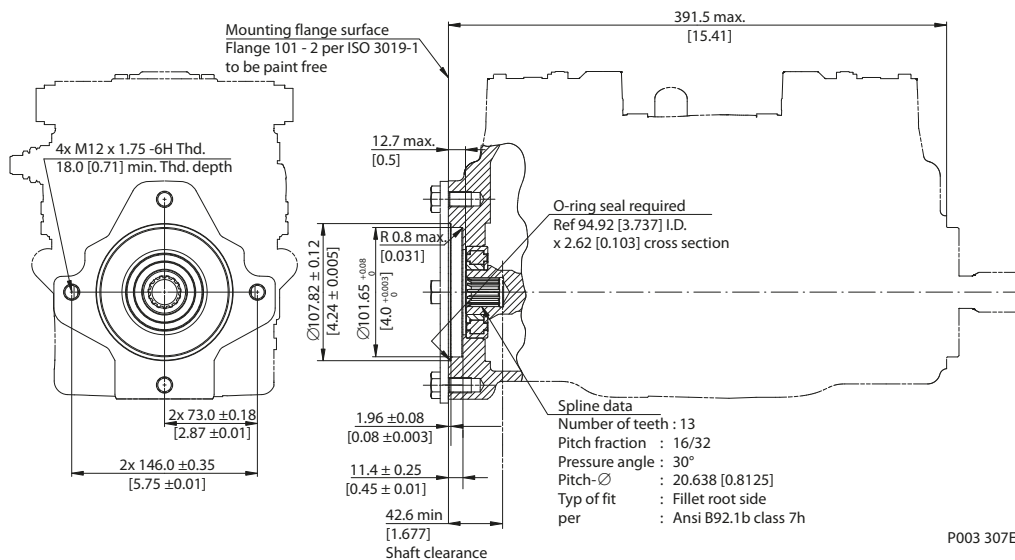 391.5 max.
[15.41]
Mounting flange surface
Flange 101 - 2 per ISO 3019-1
to be paint free
12.7 max.
[0.5]
4x M12 x 1.75 -6H Thd.
18.0 [0.71] min. Thd. depth
O-ring seal required
Ref 94.92 [3.737] I.D.
x 2.62 [0.103] cross section
R 0.8 max.
[0.031]
Ø107.82 ± 0.12
[4.24 ± 0.005]
Ø101.65 +0.08 0
[4.0 +0.003 0]
2x 73.0 ±0.18
[2.87 ±0.01]
2x 146.0 ±0.35
[5.75 ±0.01]
1.96 ±0.08
[0.08 ±0.003]
11.4 ± 0.25
[0.45 ± 0.01]
42.6 min
[1.677]
Shaft clearance
Spline data
Number of teeth : 13
Pitch fraction : 16/32
Pressure angle : 30°
Pitch-Ø : 20.638 [0.8125]
Typ of fit : Fillet root side
per : Ansi B92.1b class 7h
P003 307E